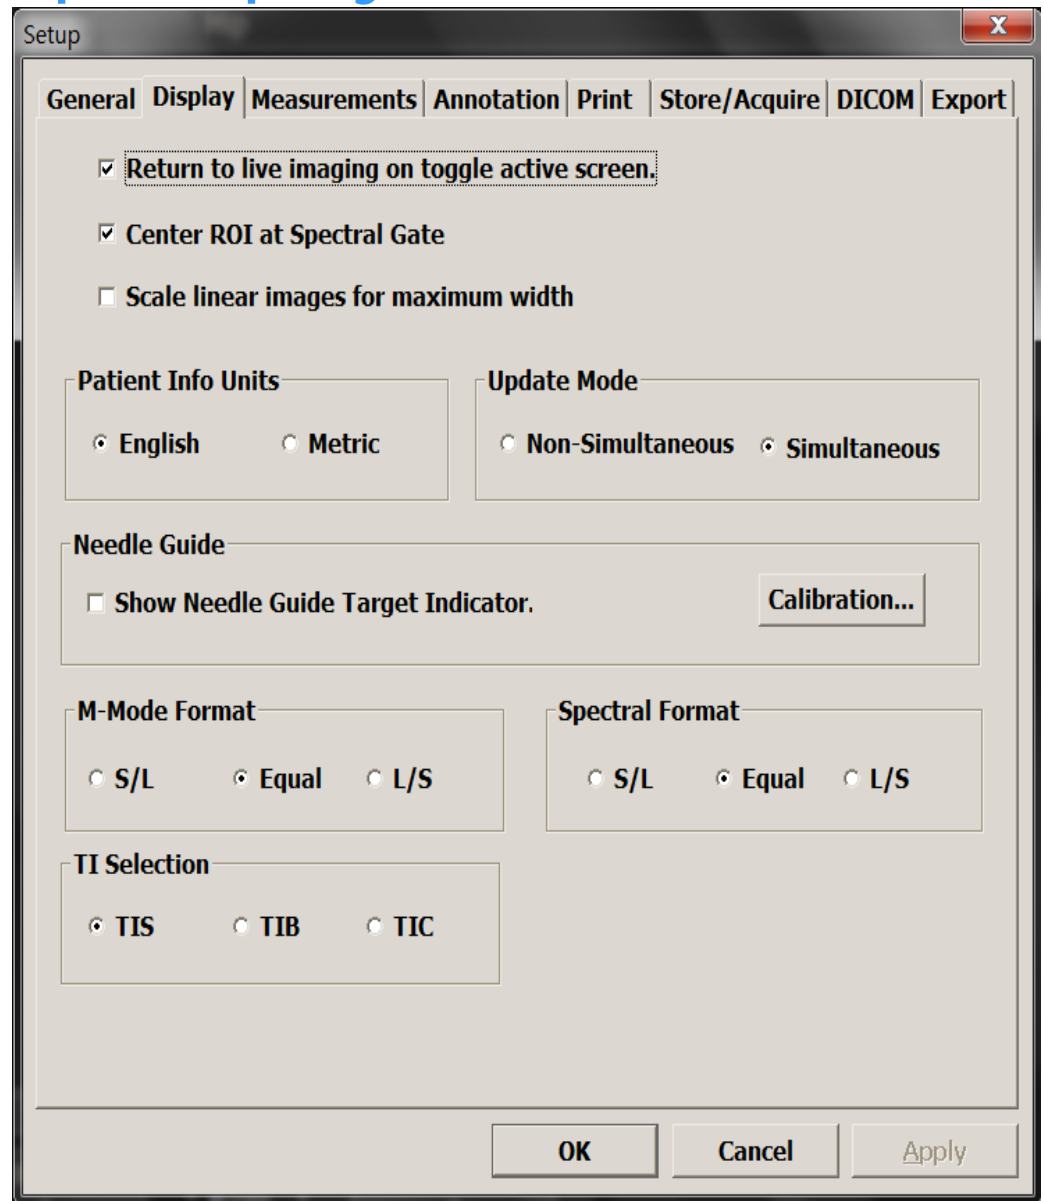 Setup
X
General Display Measurements Annotation Print Store/Acquire DICOM Export
Return to live imaging on toggle active screen.
Center ROI at Spectral Gate
Scale linear images for maximum width
Patient Info Units
Update Mode
English Metric
Non-Simultaneous Simultaneous
Needle Guide
Show Needle Guide Target Indicator.
Calibration...
M-Mode Format
Spectral Format
S/L Equal L/S
S/L Equal L/S
TI Selection
TIS TIB TIC
OK Cancel Apply